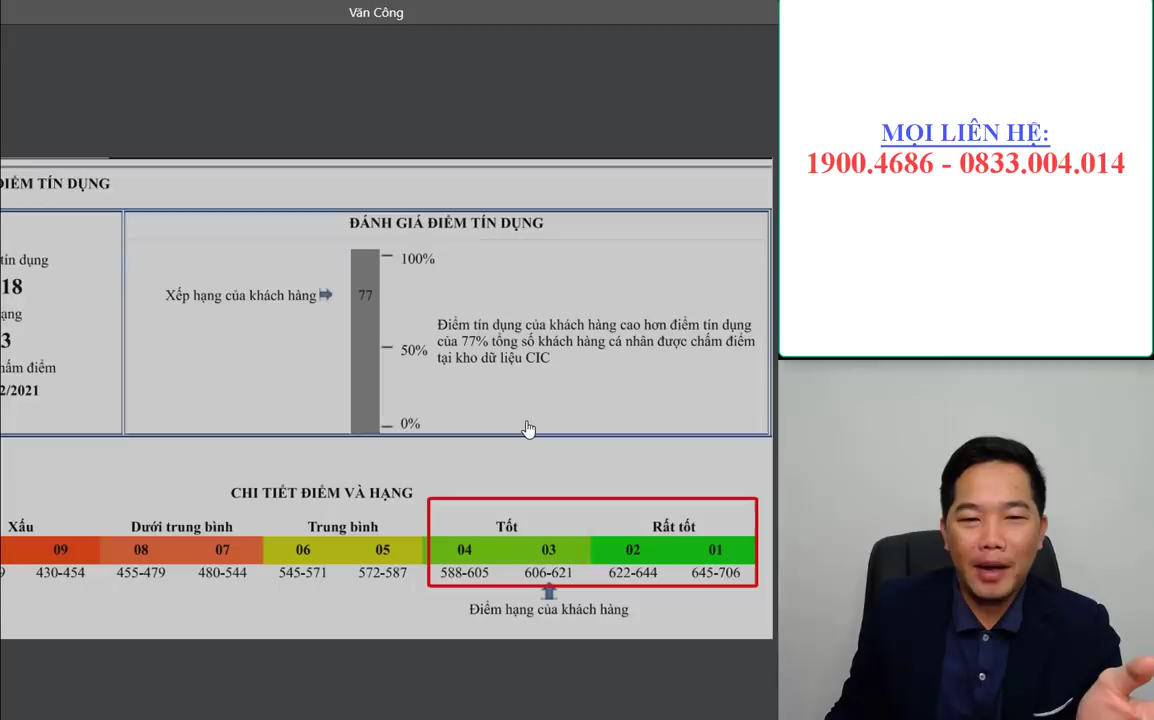 Văn Công
MỌI LIÊN HỆ:
1900.4686 - 0833.004.014
ĐIỂM TÍN DỤNG
tín dụng
18
ạng
3
hấm điểm
2/2021
ĐÁNH GIÁ ĐIỂM TÍN DỤNG
100%
Xếp hạng của khách hàng
77
50%
Điểm tín dụng của khách hàng cao hơn điểm tín dụng
của 77% tổng số khách hàng cá nhân được chấm điểm
tại kho dữ liệu CIC
0%
CHI TIẾT ĐIỂM VÀ HẠNG
Xấu Dưới trung bình Trung bình Tốt Rất tốt
09 08 07 06 05 04 03 02 01
9 430-454 455-479 480-544 545-571 572-587 588-605 606-621 622-644 645-706
Điểm hạng của khách hàng